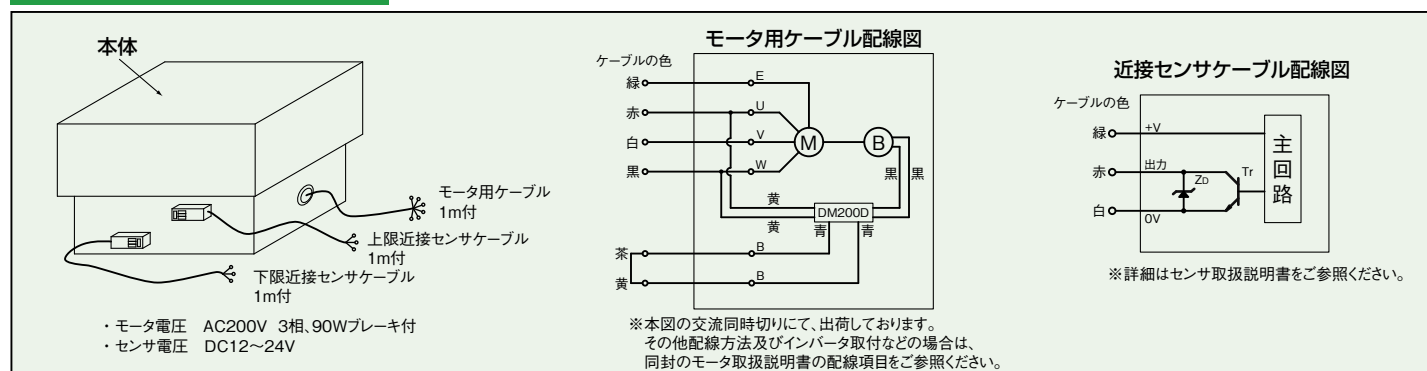 本体
モータ用ケーブル
1m付
上限近接センサケーブル
1m付
下限近接センサケーブル
1m付
・モータ電圧 AC200V 3相、90Wブレーキ付
・センサ電圧 DC12～24V
モータ用ケーブル配線図
ケーブルの色
緑 E
赤 U
白 V
黒 W
M
B
黒 黒
黄
DM200D
黄 青 青
茶 B
黄 B
※本図の交流同時切りにて、出荷しております。
その他配線方法及びインバータ取付などの場合は、
同封のモータ取扱説明書の配線項目をご参照ください。
近接センサケーブル配線図
ケーブルの色
緑 +V
赤 出力
ZD Tr
白 0V
主回路
※詳細はセンサ取扱説明書をご参照ください。